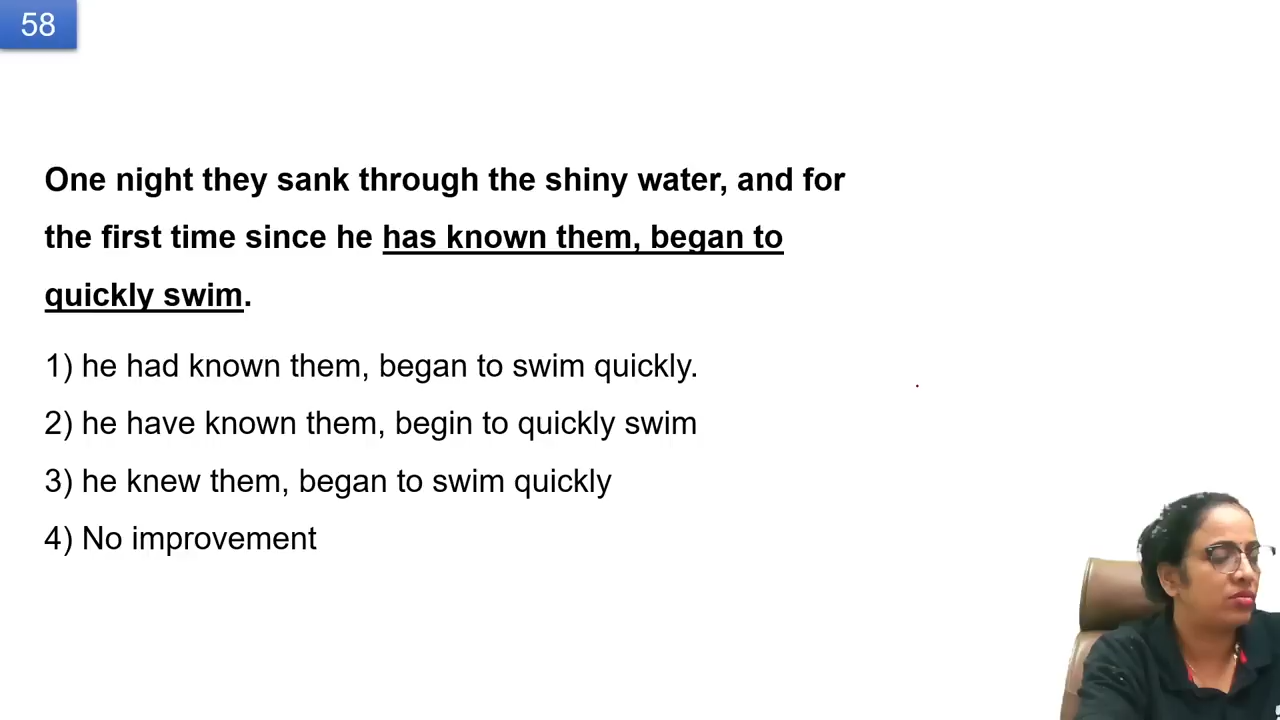 58
One night they sank through the shiny water, and for
the first time since he has known them, began to
quickly swim.
1) he had known them, began to swim quickly.
2) he have known them, begin to quickly swim
3) he knew them, began to swim quickly
4) No improvement